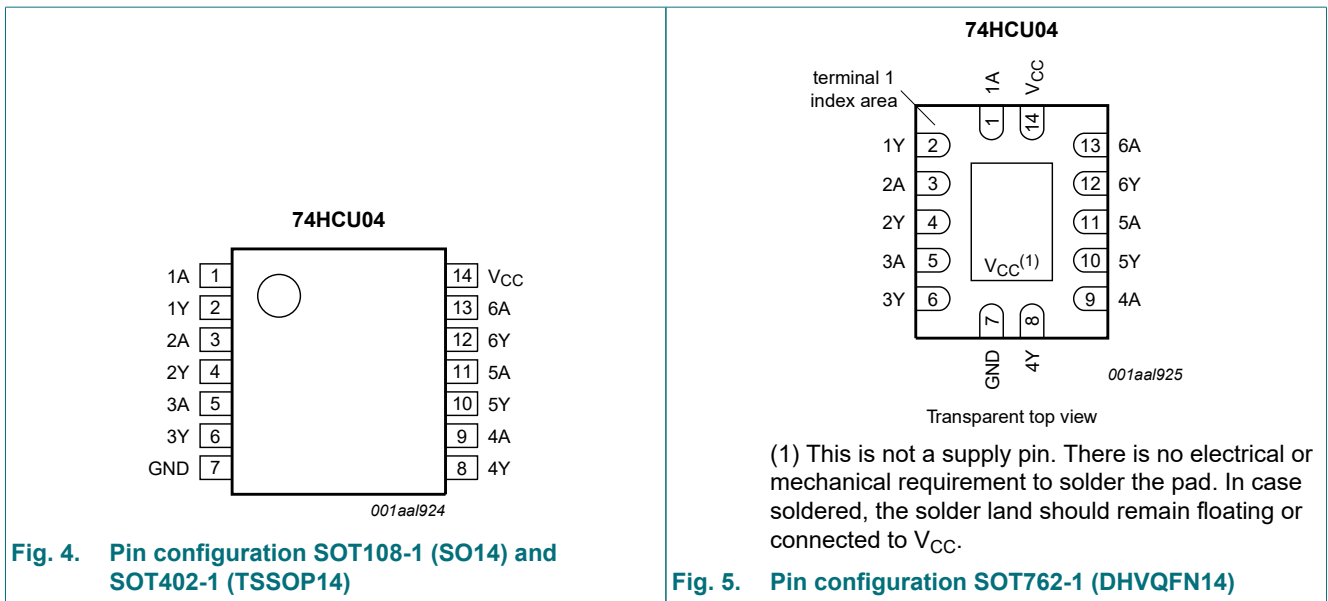 74HCU04
1A 1 14 VCC
1Y 2 13 6A
2A 3 12 6Y
2Y 4 11 5A
3A 5 10 5Y
3Y 6 9 4A
GND 7 8 4Y
001aal924
Fig. 4. Pin configuration SOT108-1 (SO14) and
SOT402-1 (TSSOP14)
74HCU04
terminal 1
index area
1A VCC
1 14
1Y 2 13 6A
2A 3 12 6Y
2Y 4 11 5A
3A 5 10 5Y
VCC(1)
3Y 6 9 4A
7 8
GND 4Y
001aal925
Transparent top view
(1) This is not a supply pin. There is no electrical or
mechanical requirement to solder the pad. In case
soldered, the solder land should remain floating or
connected to VCC.
Fig. 5. Pin configuration SOT762-1 (DHVQFN14)